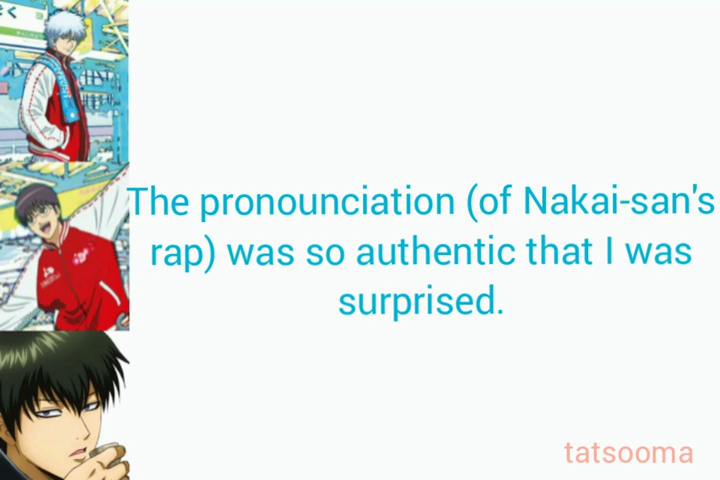 The pronounciation (of Nakai-san's
rap) was so authentic that I was
surprised.
tatsooma